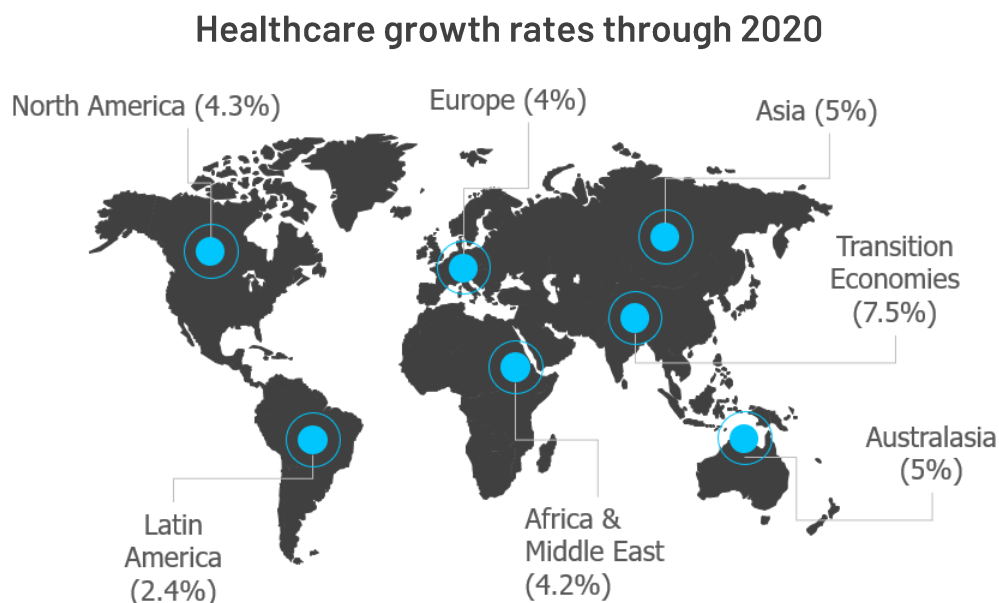 Healthcare growth rates through 2020
North America (4.3%)
Europe (4%)
Asia (5%)
Transition
Economies
(7.5%)
Australasia
(5%)
Latin
America
(2.4%)
Africa &
Middle East
(4.2%)